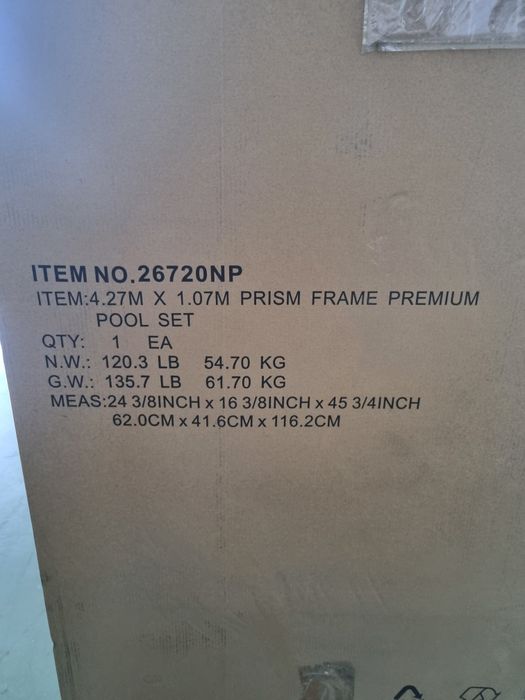 ITEM NO. 26720NP
ITEM:4.27M X 1.07M PRISM FRAME PREMIUM
POOL SET
QTY: 1 EA
N.W.: 120.3 LB 54.70 KG
G.W.: 135.7 LB 61.70 KG
MEAS:24 3/8INCH x 16 3/8INCH x 45 3/4INCH
62.0CM x 41.6CM x 116.2CM